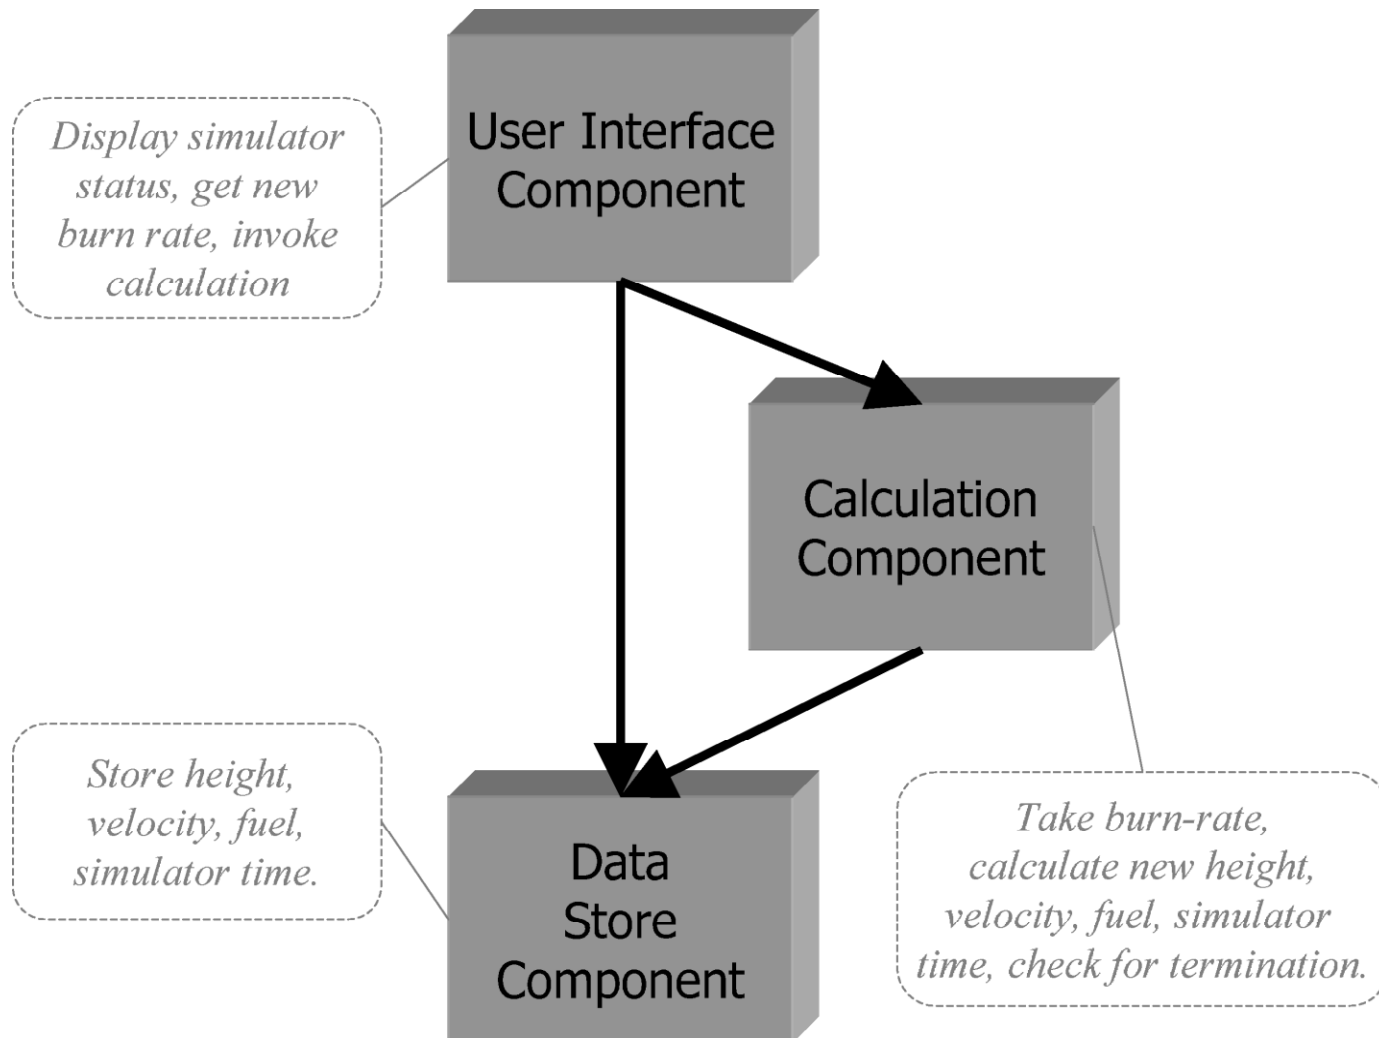 User Interface
Component
Display simulator
status, get new
burn rate, invoke
calculation
Calculation
Component
Store height,
velocity, fuel,
simulator time.
Data
Store
Component
Take burn-rate,
calculate new height,
velocity, fuel, simulator
time, check for termination.